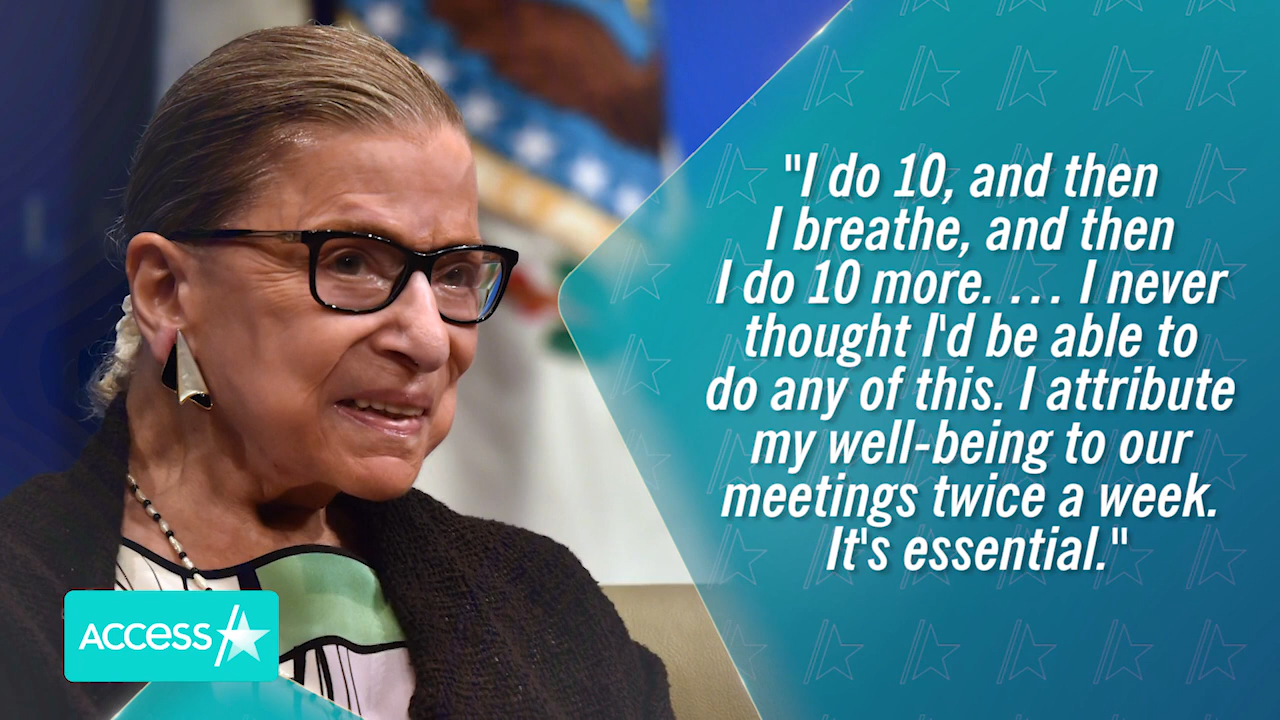 "I do 10, and then
I breathe, and then
I do 10 more. … I never
thought I'd be able to
do any of this. I attribute
my well-being to our
meetings twice a week.
It's essential."
ACCESS